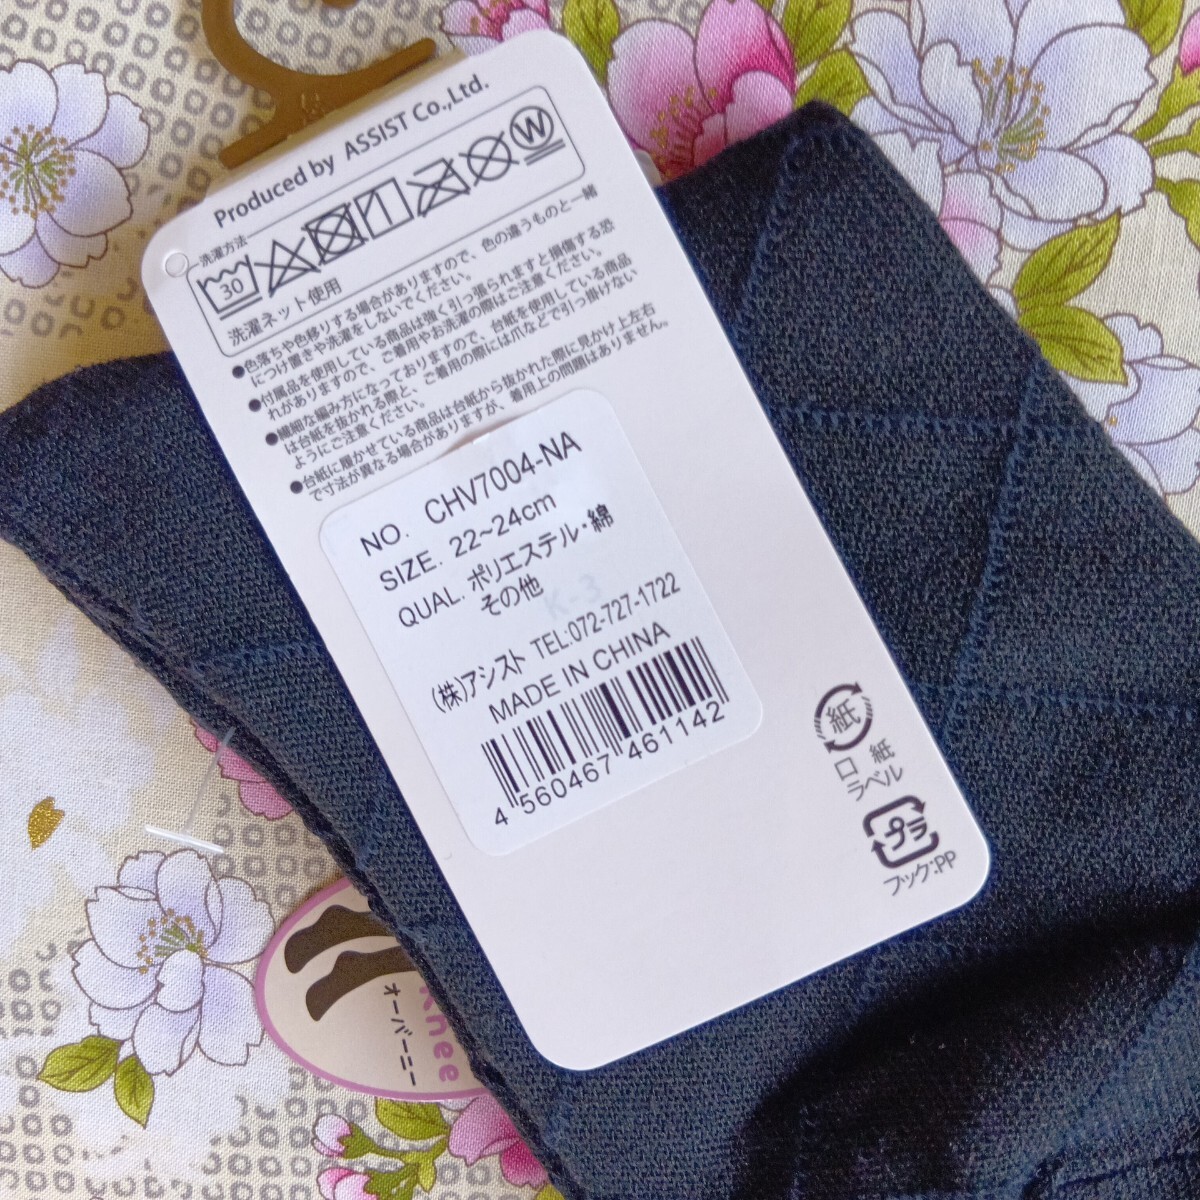 Produced by ASSIST Co.,Ltd.
洗濯方法
30
W
洗濯ネット使用
●色落ちや色移りする場合がありますので、色の違うものと一緒
につけ置きや洗濯をしないでください。
●付属品を使用している商品は強く引っ張られますと損傷する恐
れがありますので、ご着用やお洗濯の際はご注意ください。
●繊細な編み方になっておりますので、台紙を使用している商品
は台紙を抜かれる際と、ご着用の際には爪などで引っ掛けない
ようにご注意ください。
●台紙に履かせている商品は台紙から抜かれた際に見かけ上左右
で寸法が異なる場合がありますが、着用上の問題はありません。
NO. CHV7004-NA
SIZE. 22~24cm
QUAL. ポリエステル・綿
その他
K-3
(株)アシスト TEL:072-727-1722
MADE IN CHINA
4 560467 461142
紙
口 紙
ラベル
プラ
フック:PP
Knee
オーバーニー